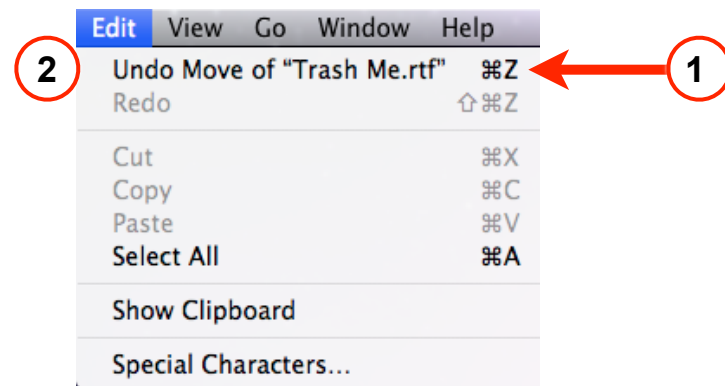 Edit View Go Window Help
2 Undo Move of “Trash Me.rtf” ⌘Z 1
Redo ⇧⌘Z
Cut ⌘X
Copy ⌘C
Paste ⌘V
Select All ⌘A
Show Clipboard
Special Characters...